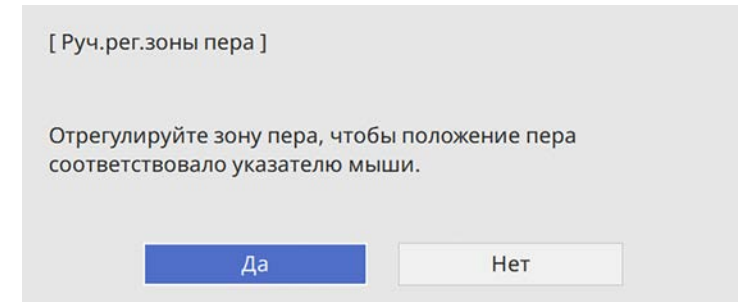 [ Руч.рег.зоны пера ]
Отрегулируйте зону пера, чтобы положение пера
соответствовало указателю мыши.
Да
Нет